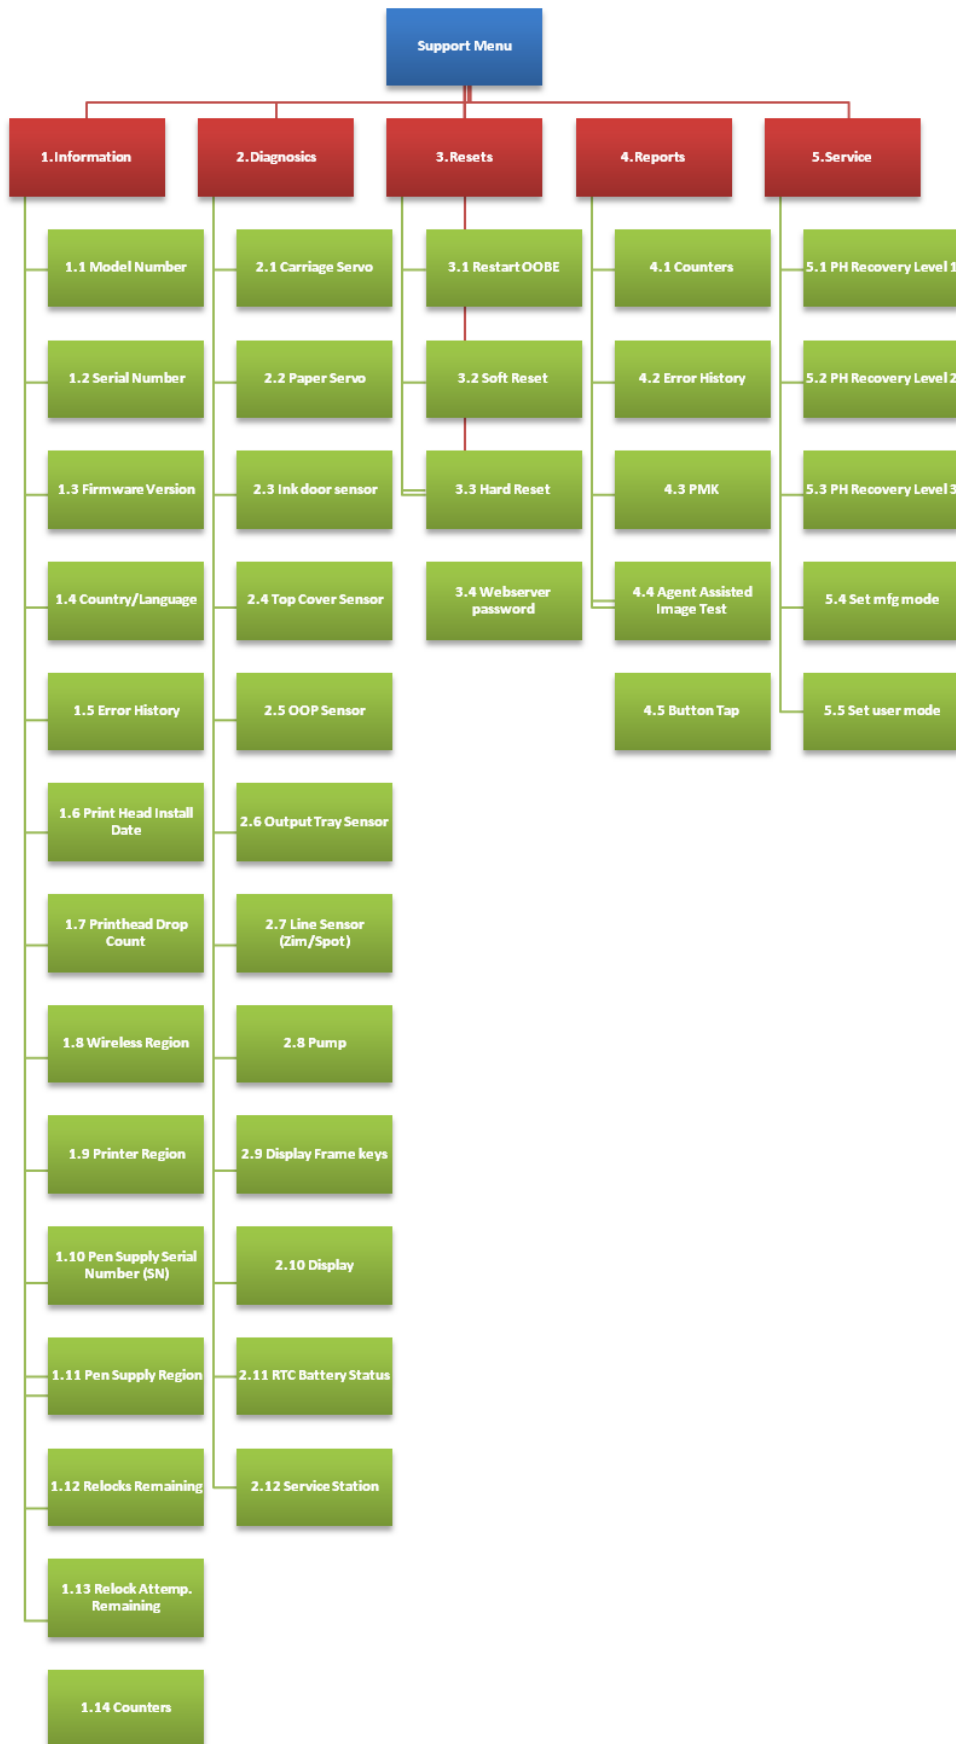 Support Menu
1.Information
2.Diagnosics
3.Resets
4.Reports
5.Service
1.1 Model Number
1.2 Serial Number
1.3 Firmware Version
1.4 Country/Language
1.5 Error History
1.6 Print Head Install
Date
1.7 Printhead Drop
Count
1.8 Wireless Region
1.9 Printer Region
1.10 Pen Supply Serial
Number (SN)
1.11 Pen Supply Region
1.12 Relocks Remaining
1.13 Relock Attemp.
Remaining
1.14 Counters
2.1 Carriage Servo
2.2 Paper Servo
2.3 Ink door sensor
2.4 Top Cover Sensor
2.5 OOP Sensor
2.6 Output Tray Sensor
2.7 Line Sensor
(Zim/Spot)
2.8 Pump
2.9 Display Frame keys
2.10 Display
2.11 RTC Battery Status
2.12 Service Station
3.1 Restart OOBE
3.2 Soft Reset
3.3 Hard Reset
3.4 Webserver
password
4.1 Counters
4.2 Error History
4.3 PMK
4.4 Agent Assisted
Image Test
4.5 Button Tap
5.1 PH Recovery Level 1
5.2 PH Recovery Level 2
5.3 PH Recovery Level 3
5.4 Set mfg mode
5.5 Set user mode